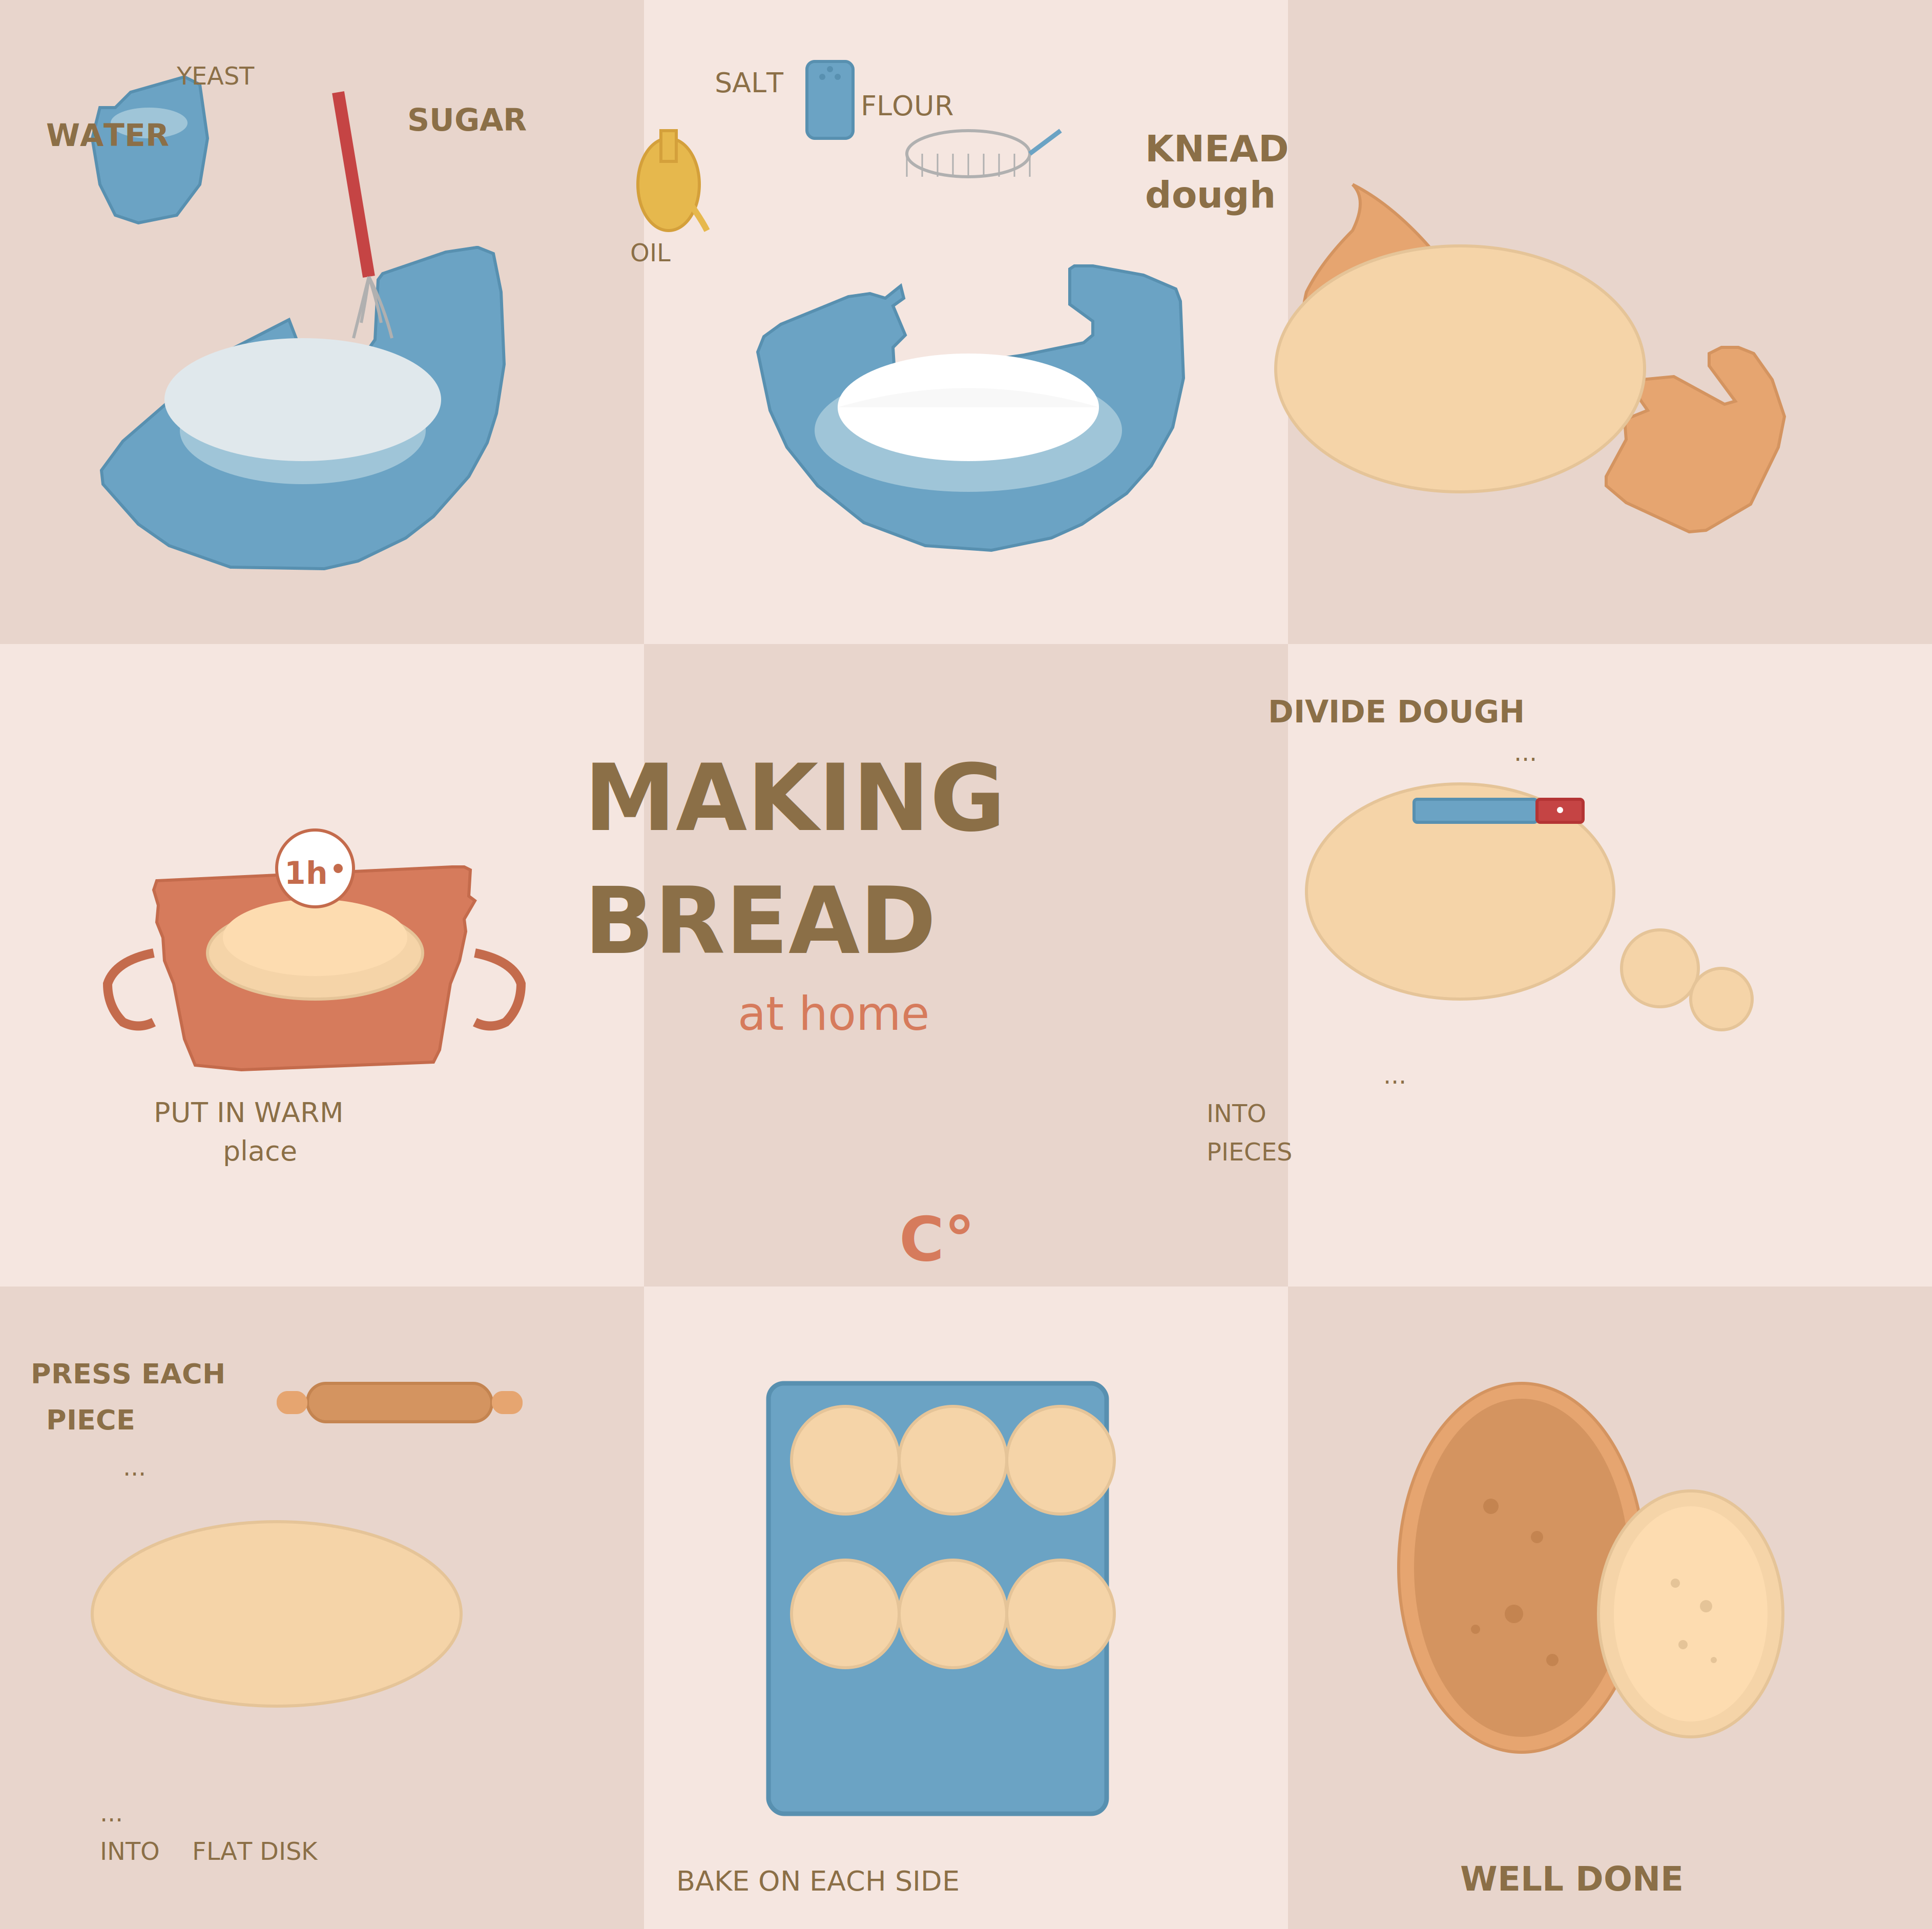 YEAST
WATER
SUGAR
SALT
FLOUR
OIL
KNEAD
dough
1h
PUT IN WARM
place
MAKING
BREAD
at home
C°
DIVIDE DOUGH
...
...
INTO
PIECES
PRESS EACH
PIECE
...
...
INTO FLAT DISK
BAKE ON EACH SIDE
WELL DONE